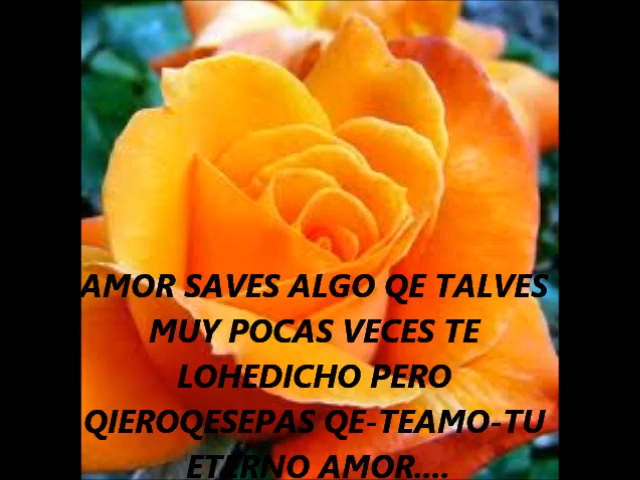 AMOR SAVES ALGO QE TALVES
MUY POCAS VECES TE
LOHEDICHO PERO
QIEROQESEPAS QE-TEAMO-TU
ETERNO AMOR....